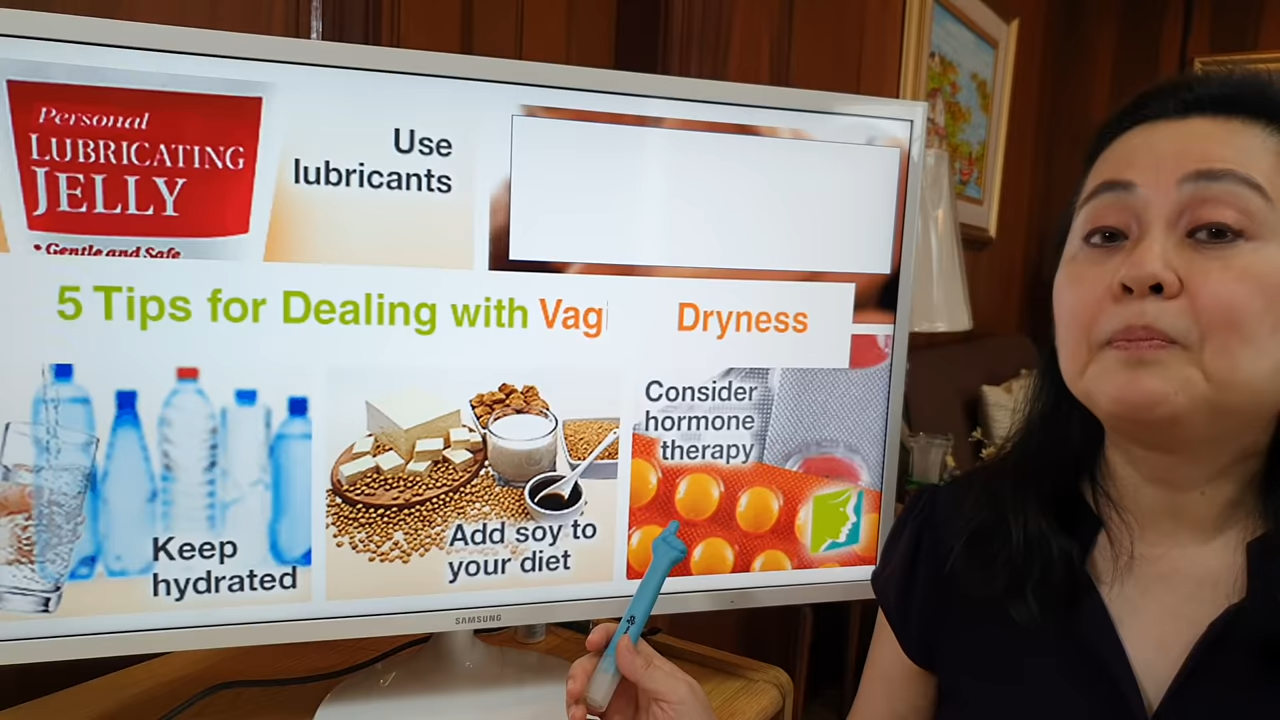 Personal
LUBRICATING
JELLY
• Gentle and Safe
Use
lubricants
5 Tips for Dealing with Vagi Dryness
Keep
hydrated
Add soy to
your diet
Consider
hormone
therapy
SAMSUNG